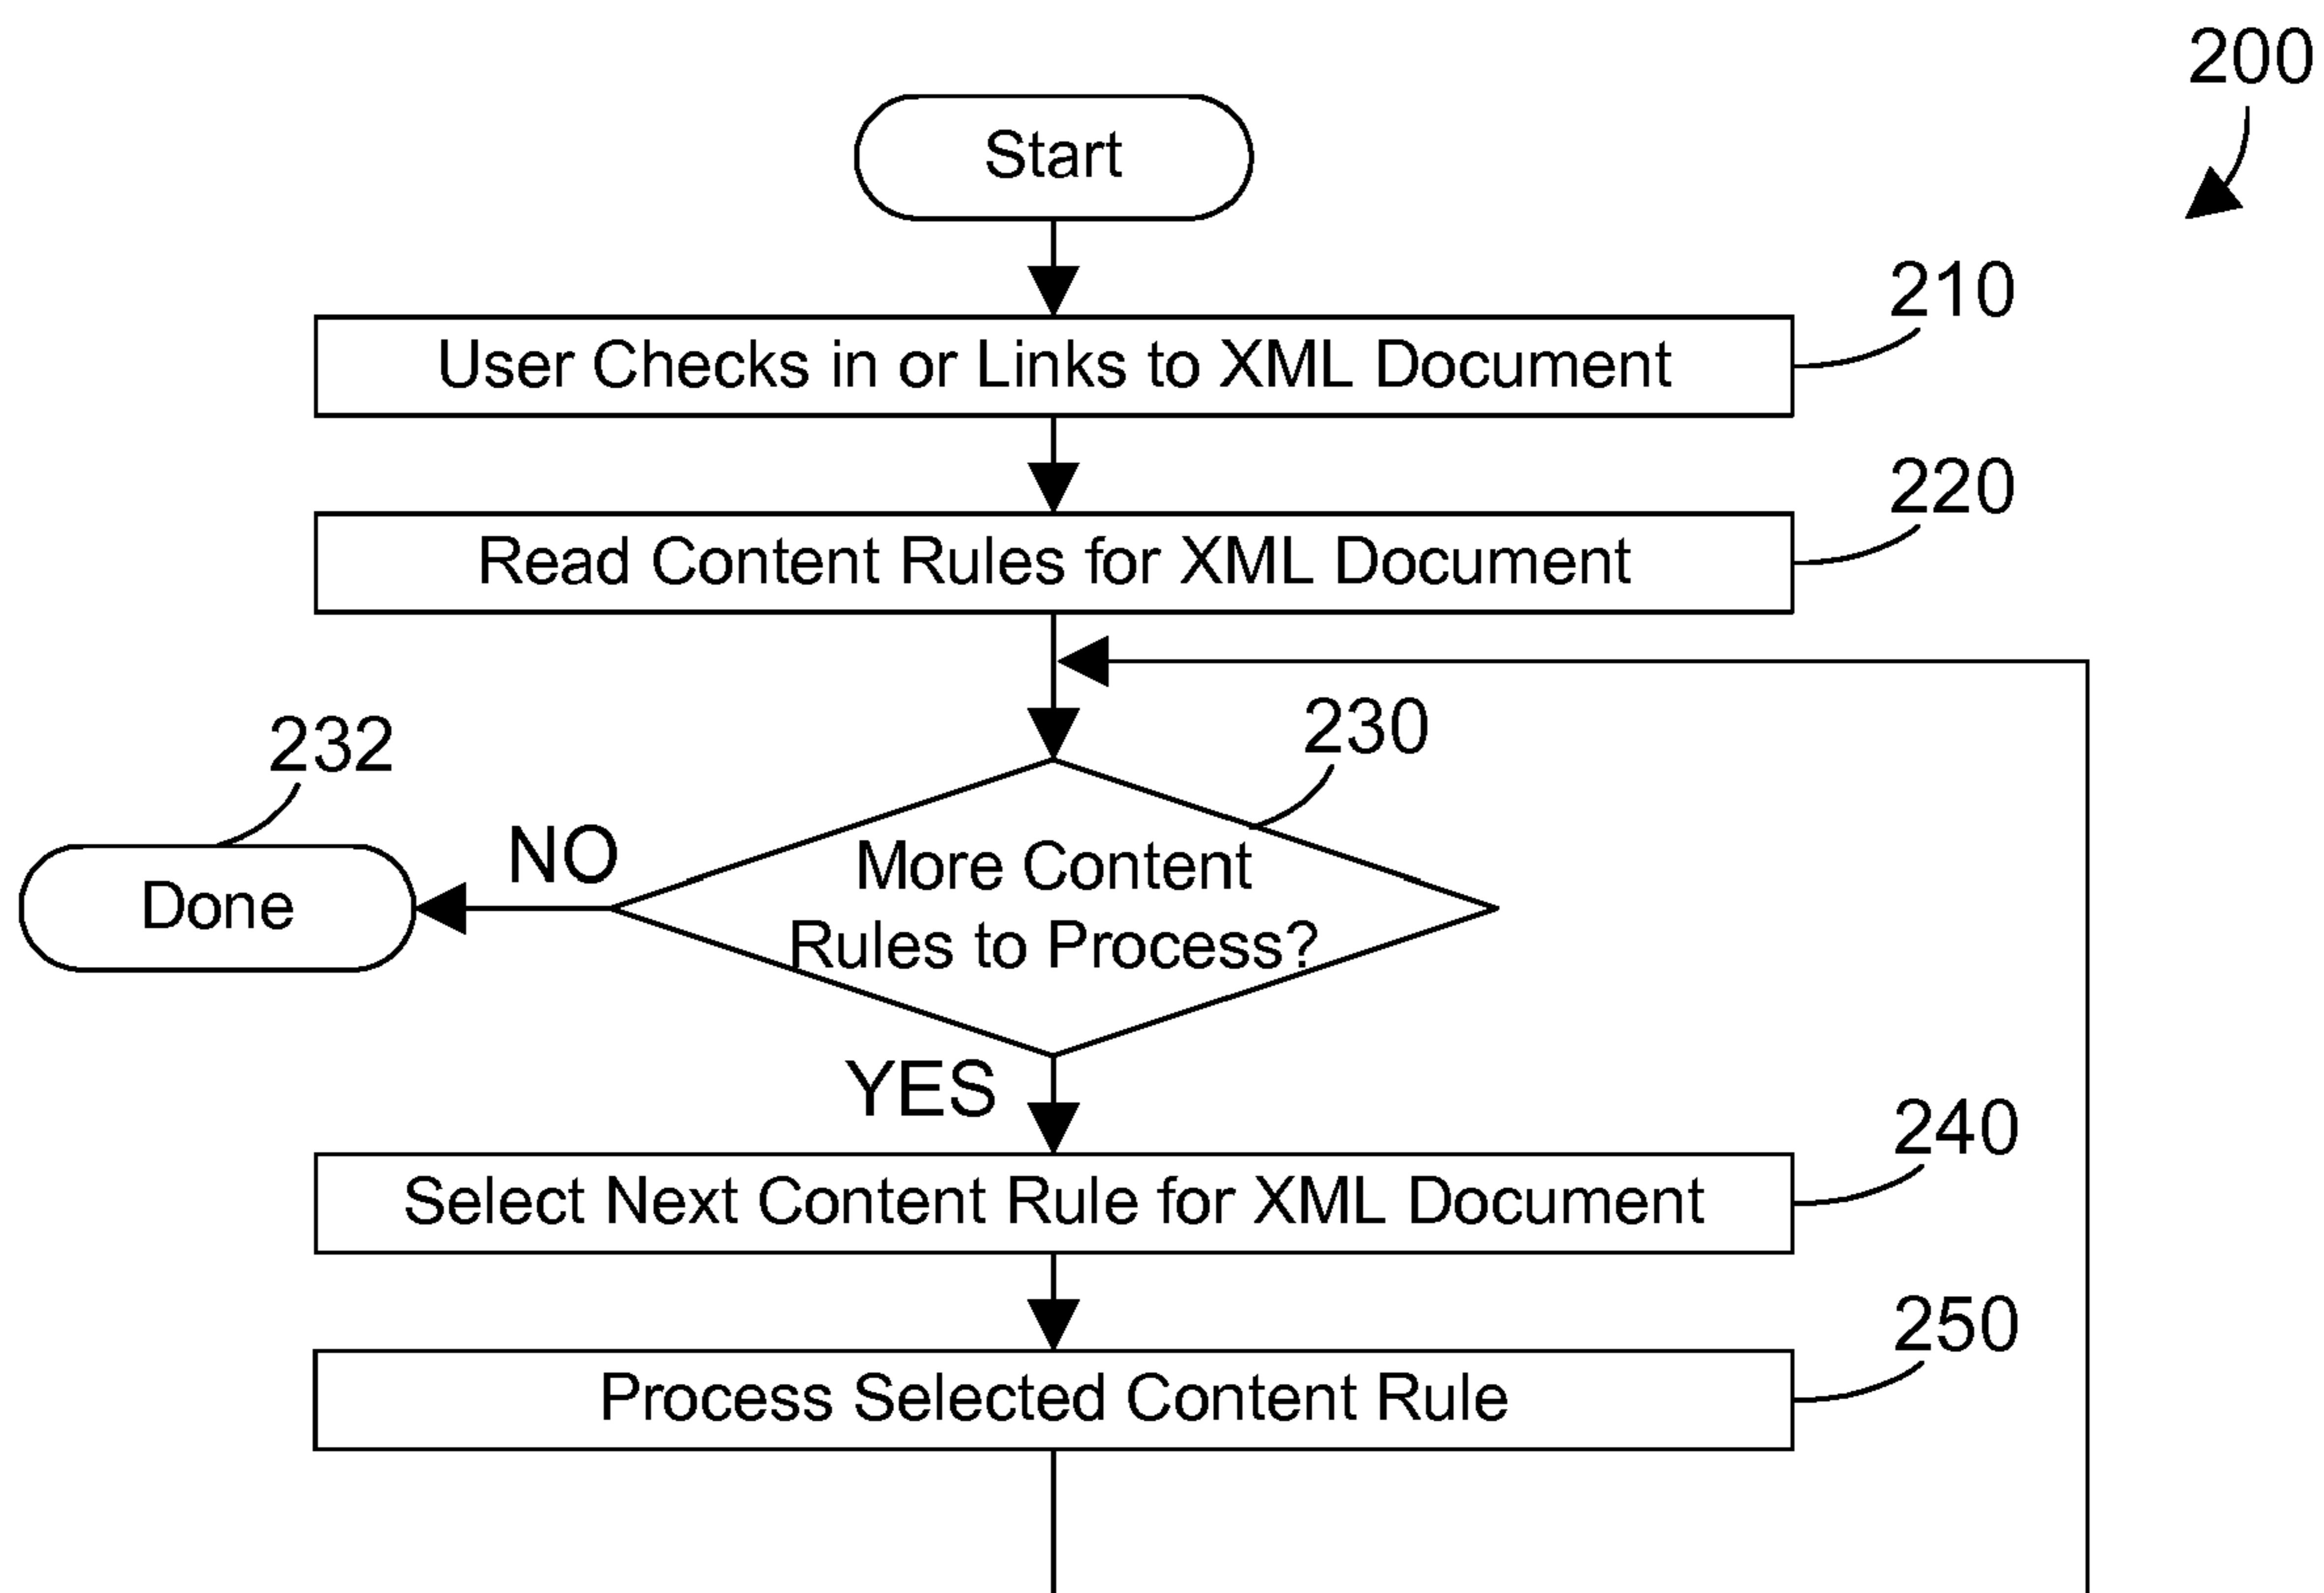 200
Start
210
User Checks in or Links to XML Document
220
Read Content Rules for XML Document
230
232
NO
More Content
Rules to Process?
Done
YES
240
Select Next Content Rule for XML Document
250
Process Selected Content Rule